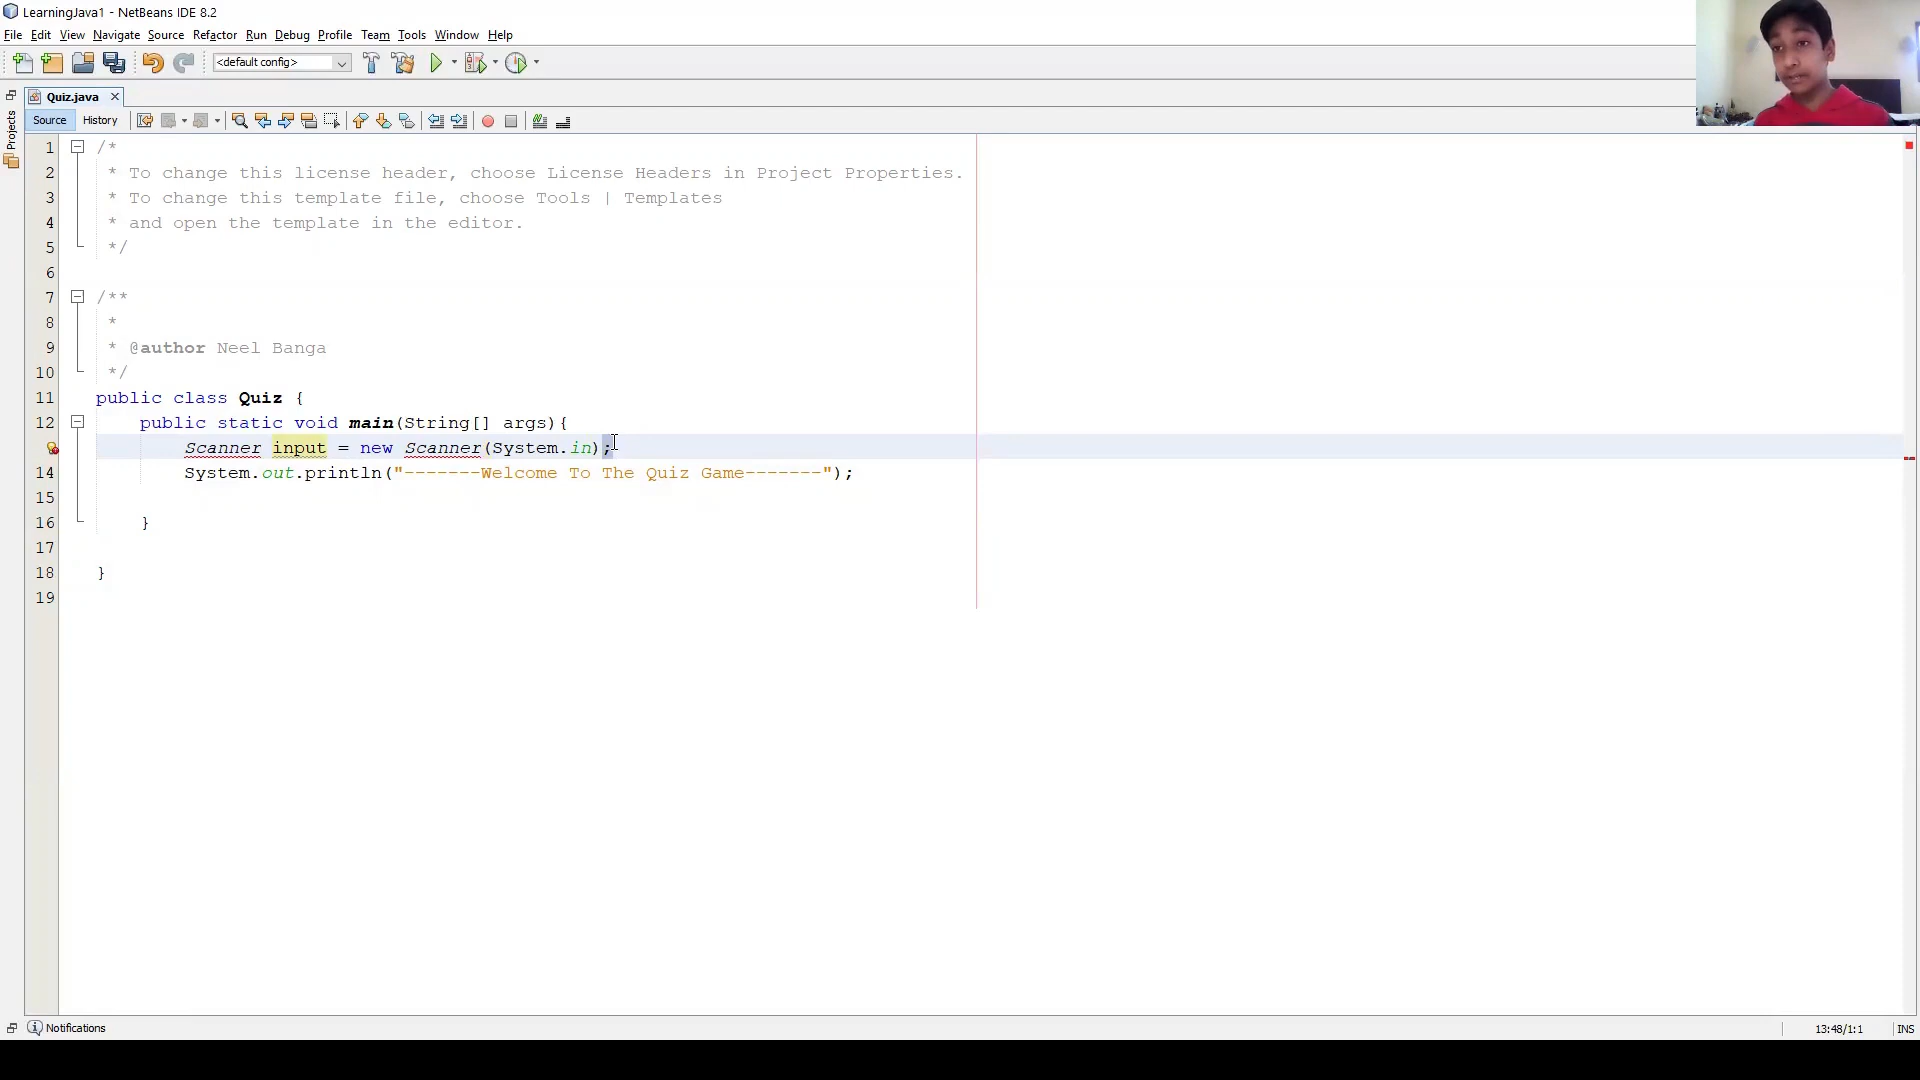 LearningJava1 - NetBeans IDE 8.2
File Edit View Navigate Source Refactor Run Debug Profile Team Tools Window Help
<default config>
Quiz.java
Source History
Projects
1 /*
2 * To change this license header, choose License Headers in Project Properties.
3 * To change this template file, choose Tools | Templates
4 * and open the template in the editor.
5 */
6
7 /**
8 *
9 * @author Neel Banga
10 */
11 public class Quiz {
12 public static void main(String[] args){
Scanner input = new Scanner(System.in);
14 System.out.println("-------Welcome To The Quiz Game-------");
15
16 }
17
18 }
19
Notifications
13:48/1:1 INS